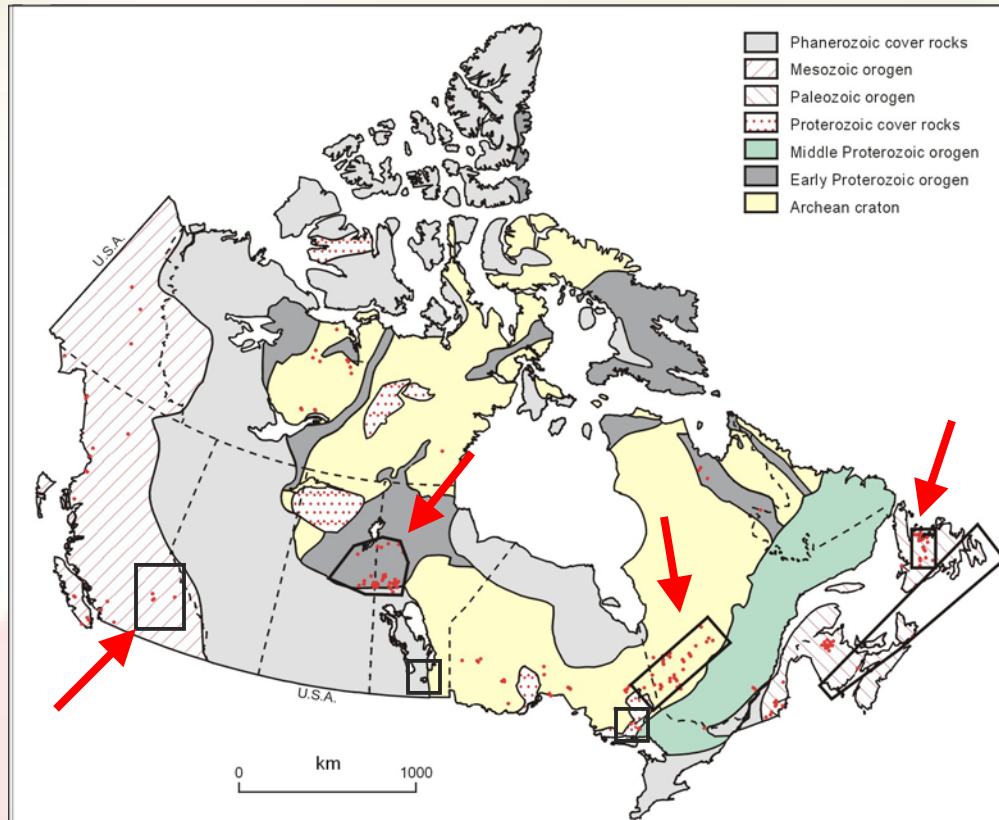 Phanerozoic cover rocks
Mesozoic orogen
Paleozoic orogen
Proterozoic cover rocks
Middle Proterozoic orogen
Early Proterozoic orogen
Archean craton
U.S.A.
U.S.A.
km
0 1000